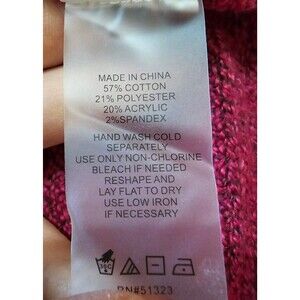 MADE IN CHINA
57% COTTON
21% POLYESTER
20% ACRYLIC
2%SPANDEX
HAND WASH COLD
SEPARATELY
USE ONLY NON-CHLORINE
BLEACH IF NEEDED
RESHAPE AND
LAY FLAT TO DRY
USE LOW IRON
IF NECESSARY
RN#51323